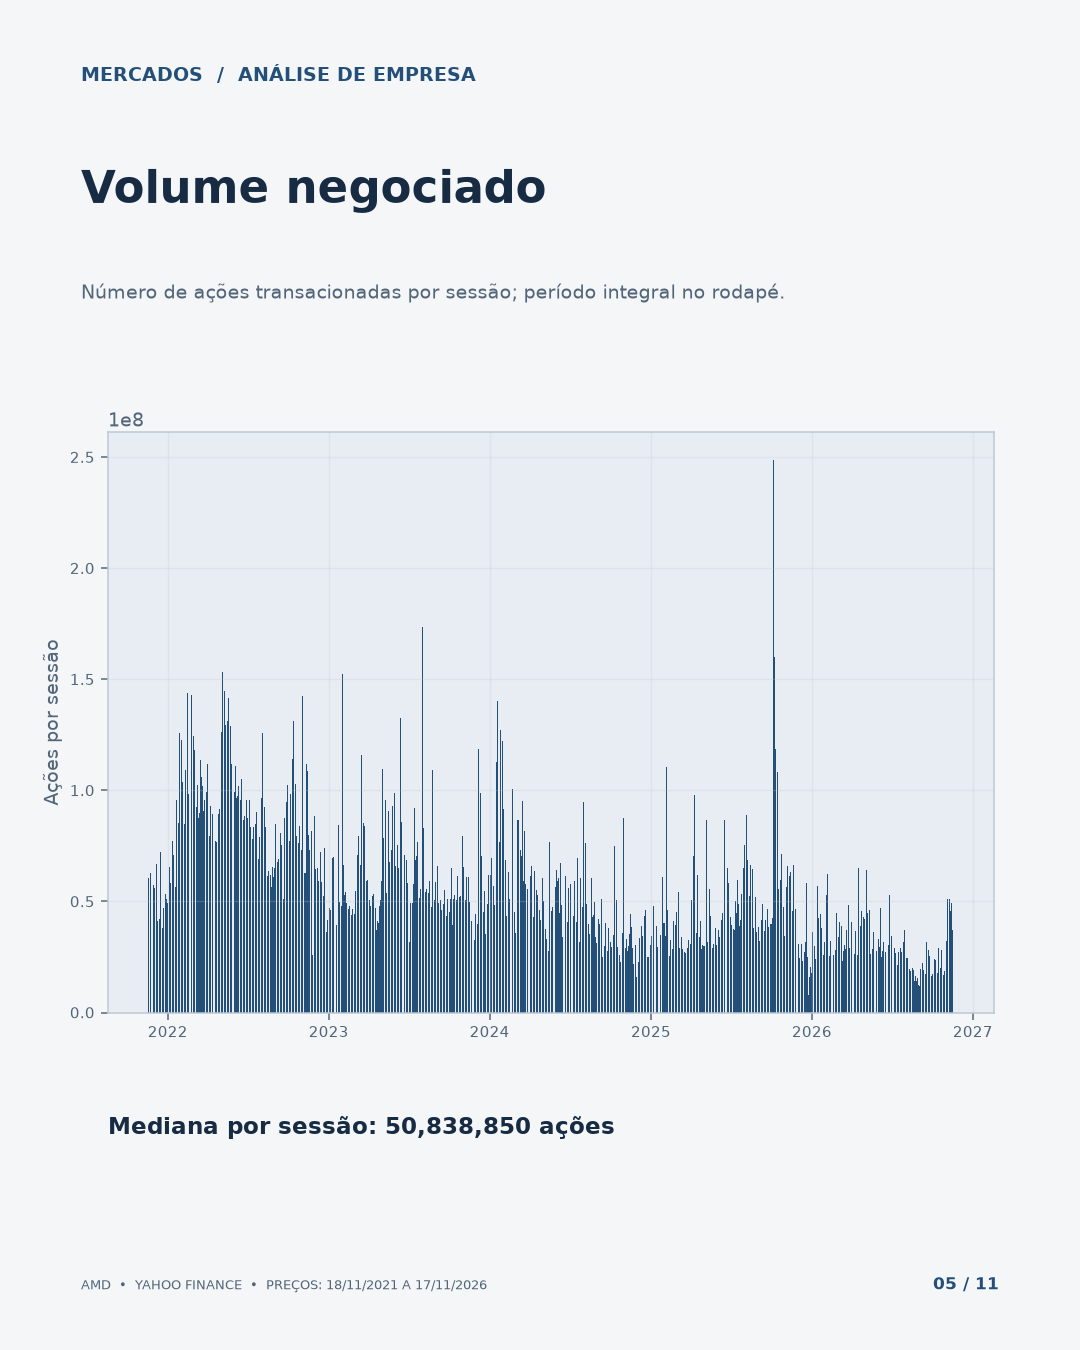 MERCADOS / ANÁLISE DE EMPRESA
Volume negociado
Número de ações transacionadas por sessão; período integral no rodapé.
1e8
Ações por sessão
2.5
2.0
1.5
1.0
0.5
0.0
2022 2023 2024 2025 2026 2027
Mediana por sessão: 50,838,850 ações
AMD • YAHOO FINANCE • PREÇOS: 18/11/2021 A 17/11/2026
05 / 11